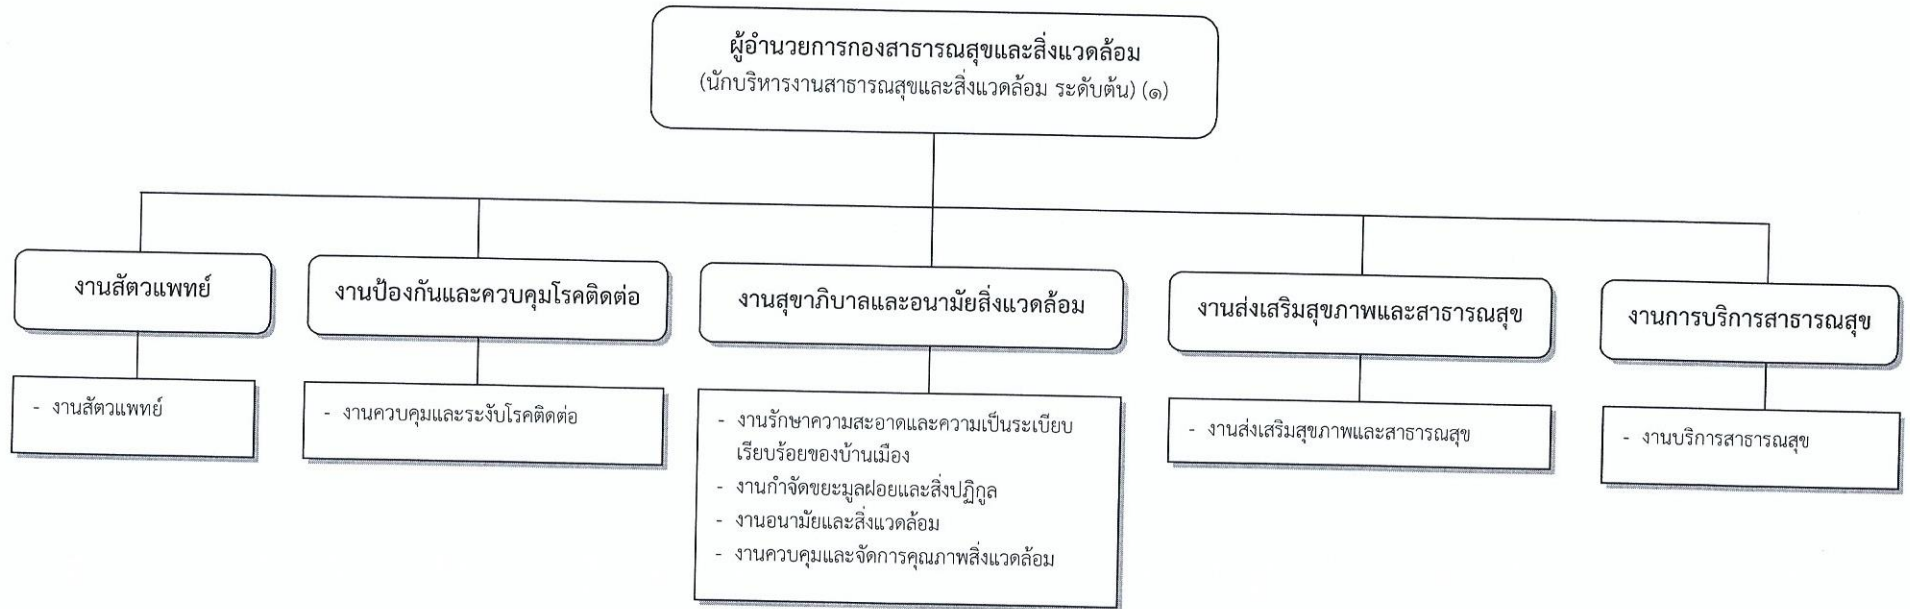 ผู้อำนวยการกองสาธารณสุขและสิ่งแวดล้อม
(นักบริหารงานสาธารณสุขและสิ่งแวดล้อม ระดับต้น) (๑)
งานสัตวแพทย์
งานป้องกันและควบคุมโรคติดต่อ
งานสุขาภิบาลและอนามัยสิ่งแวดล้อม
งานส่งเสริมสุขภาพและสาธารณสุข
งานการบริการสาธารณสุข
- งานสัตวแพทย์
- งานควบคุมและระงับโรคติดต่อ
- งานรักษาความสะอาดและความเป็นระเบียบ
เรียบร้อยของบ้านเมือง
- งานกำจัดขยะมูลฝอยและสิ่งปฏิกูล
- งานอนามัยและสิ่งแวดล้อม
- งานควบคุมและจัดการคุณภาพสิ่งแวดล้อม
- งานส่งเสริมสุขภาพและสาธารณสุข
- งานบริการสาธารณสุข